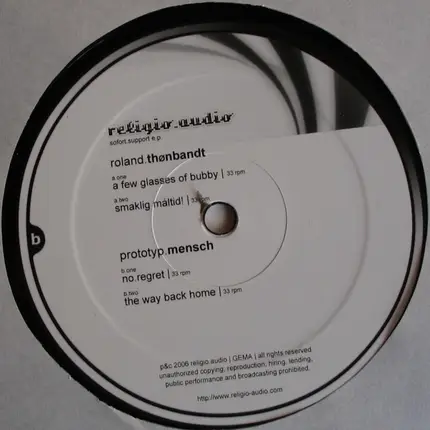 religio.audio
sofort.support e.p.
roland.thønbandt
a.one
a few glasses of bubby | 33 rpm
a.two
smaklig måltid! | 33 rpm
b
prototyp.mensch
b.one
no.regret | 33 rpm
b.two
the way back home | 33 rpm
p&c 2006 religio.audio | GEMA | all rights reserved
unauthorized copying, reproduction, hiring, lending,
public performance and broadcasting prohibited.
http://www.religio-audio.com